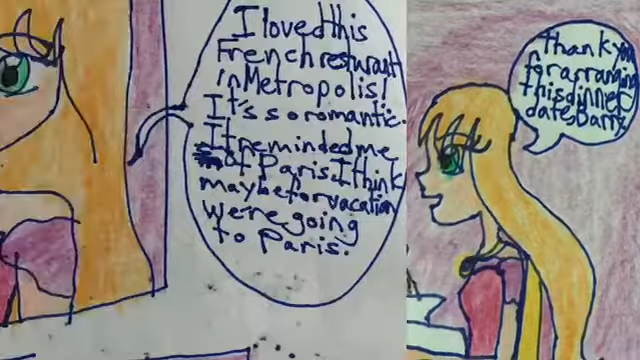 I loved this
French resturant
in Metropolis!
It's so romantic.
It reminded me
of Paris. I think
maybe for vacation
we're going
to Paris.
Thank you
for arranging
this dinner
date Barry.